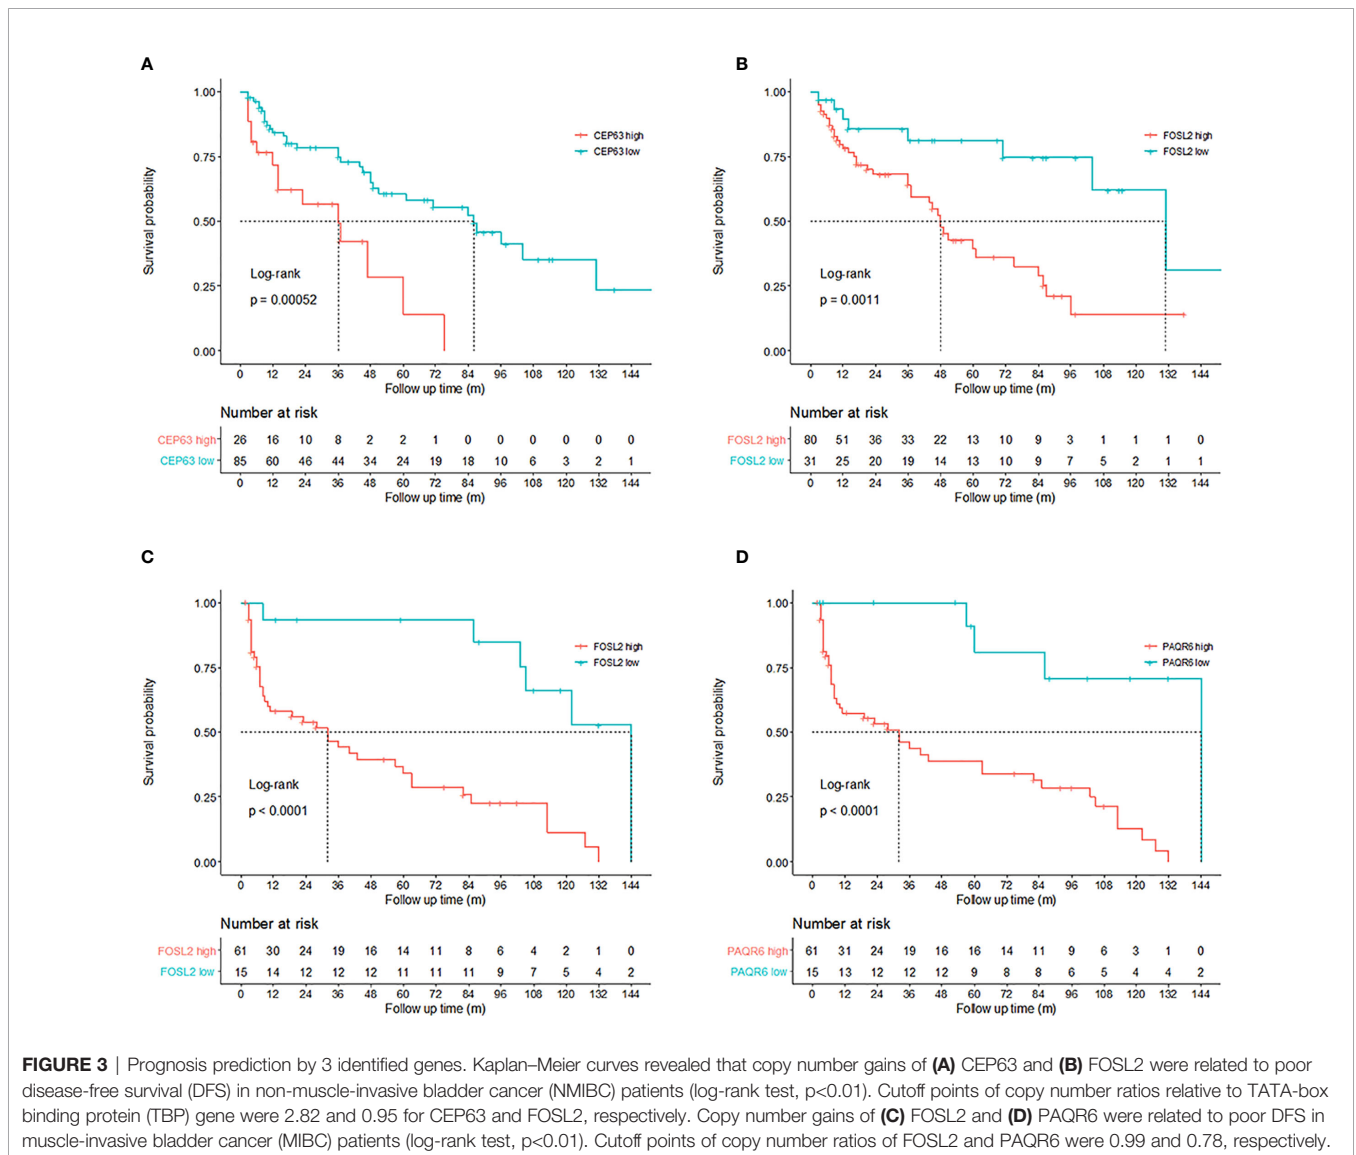 A
1.00
0.75
0.50
0.25
0.00
Survival probability
CEP63 high
CEP63 low
Log-rank
p = 0.00052
0 12 24 36 48 60 72 84 96 108 120 132 144
Follow up time (m)
Number at risk
CEP63 high 26 16 10 8 2 2 1 0 0 0 0 0 0
CEP63 low 85 60 46 44 34 24 19 18 10 6 3 2 1
0 12 24 36 48 60 72 84 96 108 120 132 144
Follow up time (m)
B
1.00
0.75
0.50
0.25
0.00
Survival probability
FOSL2 high
FOSL2 low
Log-rank
p = 0.0011
0 12 24 36 48 60 72 84 96 108 120 132 144
Follow up time (m)
Number at risk
FOSL2 high 80 51 36 33 22 13 10 9 3 1 1 1 0
FOSL2 low 31 25 20 19 14 13 10 9 7 5 2 1 1
0 12 24 36 48 60 72 84 96 108 120 132 144
Follow up time (m)
C
1.00
0.75
0.50
0.25
0.00
Survival probability
FOSL2 high
FOSL2 low
Log-rank
p < 0.0001
0 12 24 36 48 60 72 84 96 108 120 132 144
Follow up time (m)
Number at risk
FOSL2 high 61 30 24 19 16 14 11 8 6 4 2 1 0
FOSL2 low 15 14 12 12 12 11 11 11 9 7 5 4 2
0 12 24 36 48 60 72 84 96 108 120 132 144
Follow up time (m)
D
1.00
0.75
0.50
0.25
0.00
Survival probability
PAQR6 high
PAQR6 low
Log-rank
p < 0.0001
0 12 24 36 48 60 72 84 96 108 120 132 144
Follow up time (m)
Number at risk
PAQR6 high 61 31 24 19 16 16 14 11 9 6 3 1 0
PAQR6 low 15 13 12 12 12 9 8 8 6 5 4 4 2
0 12 24 36 48 60 72 84 96 108 120 132 144
Follow up time (m)
FIGURE 3 | Prognosis prediction by 3 identified genes. Kaplan–Meier curves revealed that copy number gains of (A) CEP63 and (B) FOSL2 were related to poor
disease-free survival (DFS) in non-muscle-invasive bladder cancer (NMIBC) patients (log-rank test, p<0.01). Cutoff points of copy number ratios relative to TATA-box
binding protein (TBP) gene were 2.82 and 0.95 for CEP63 and FOSL2, respectively. Copy number gains of (C) FOSL2 and (D) PAQR6 were related to poor DFS in
muscle-invasive bladder cancer (MIBC) patients (log-rank test, p<0.01). Cutoff points of copy number ratios of FOSL2 and PAQR6 were 0.99 and 0.78, respectively.